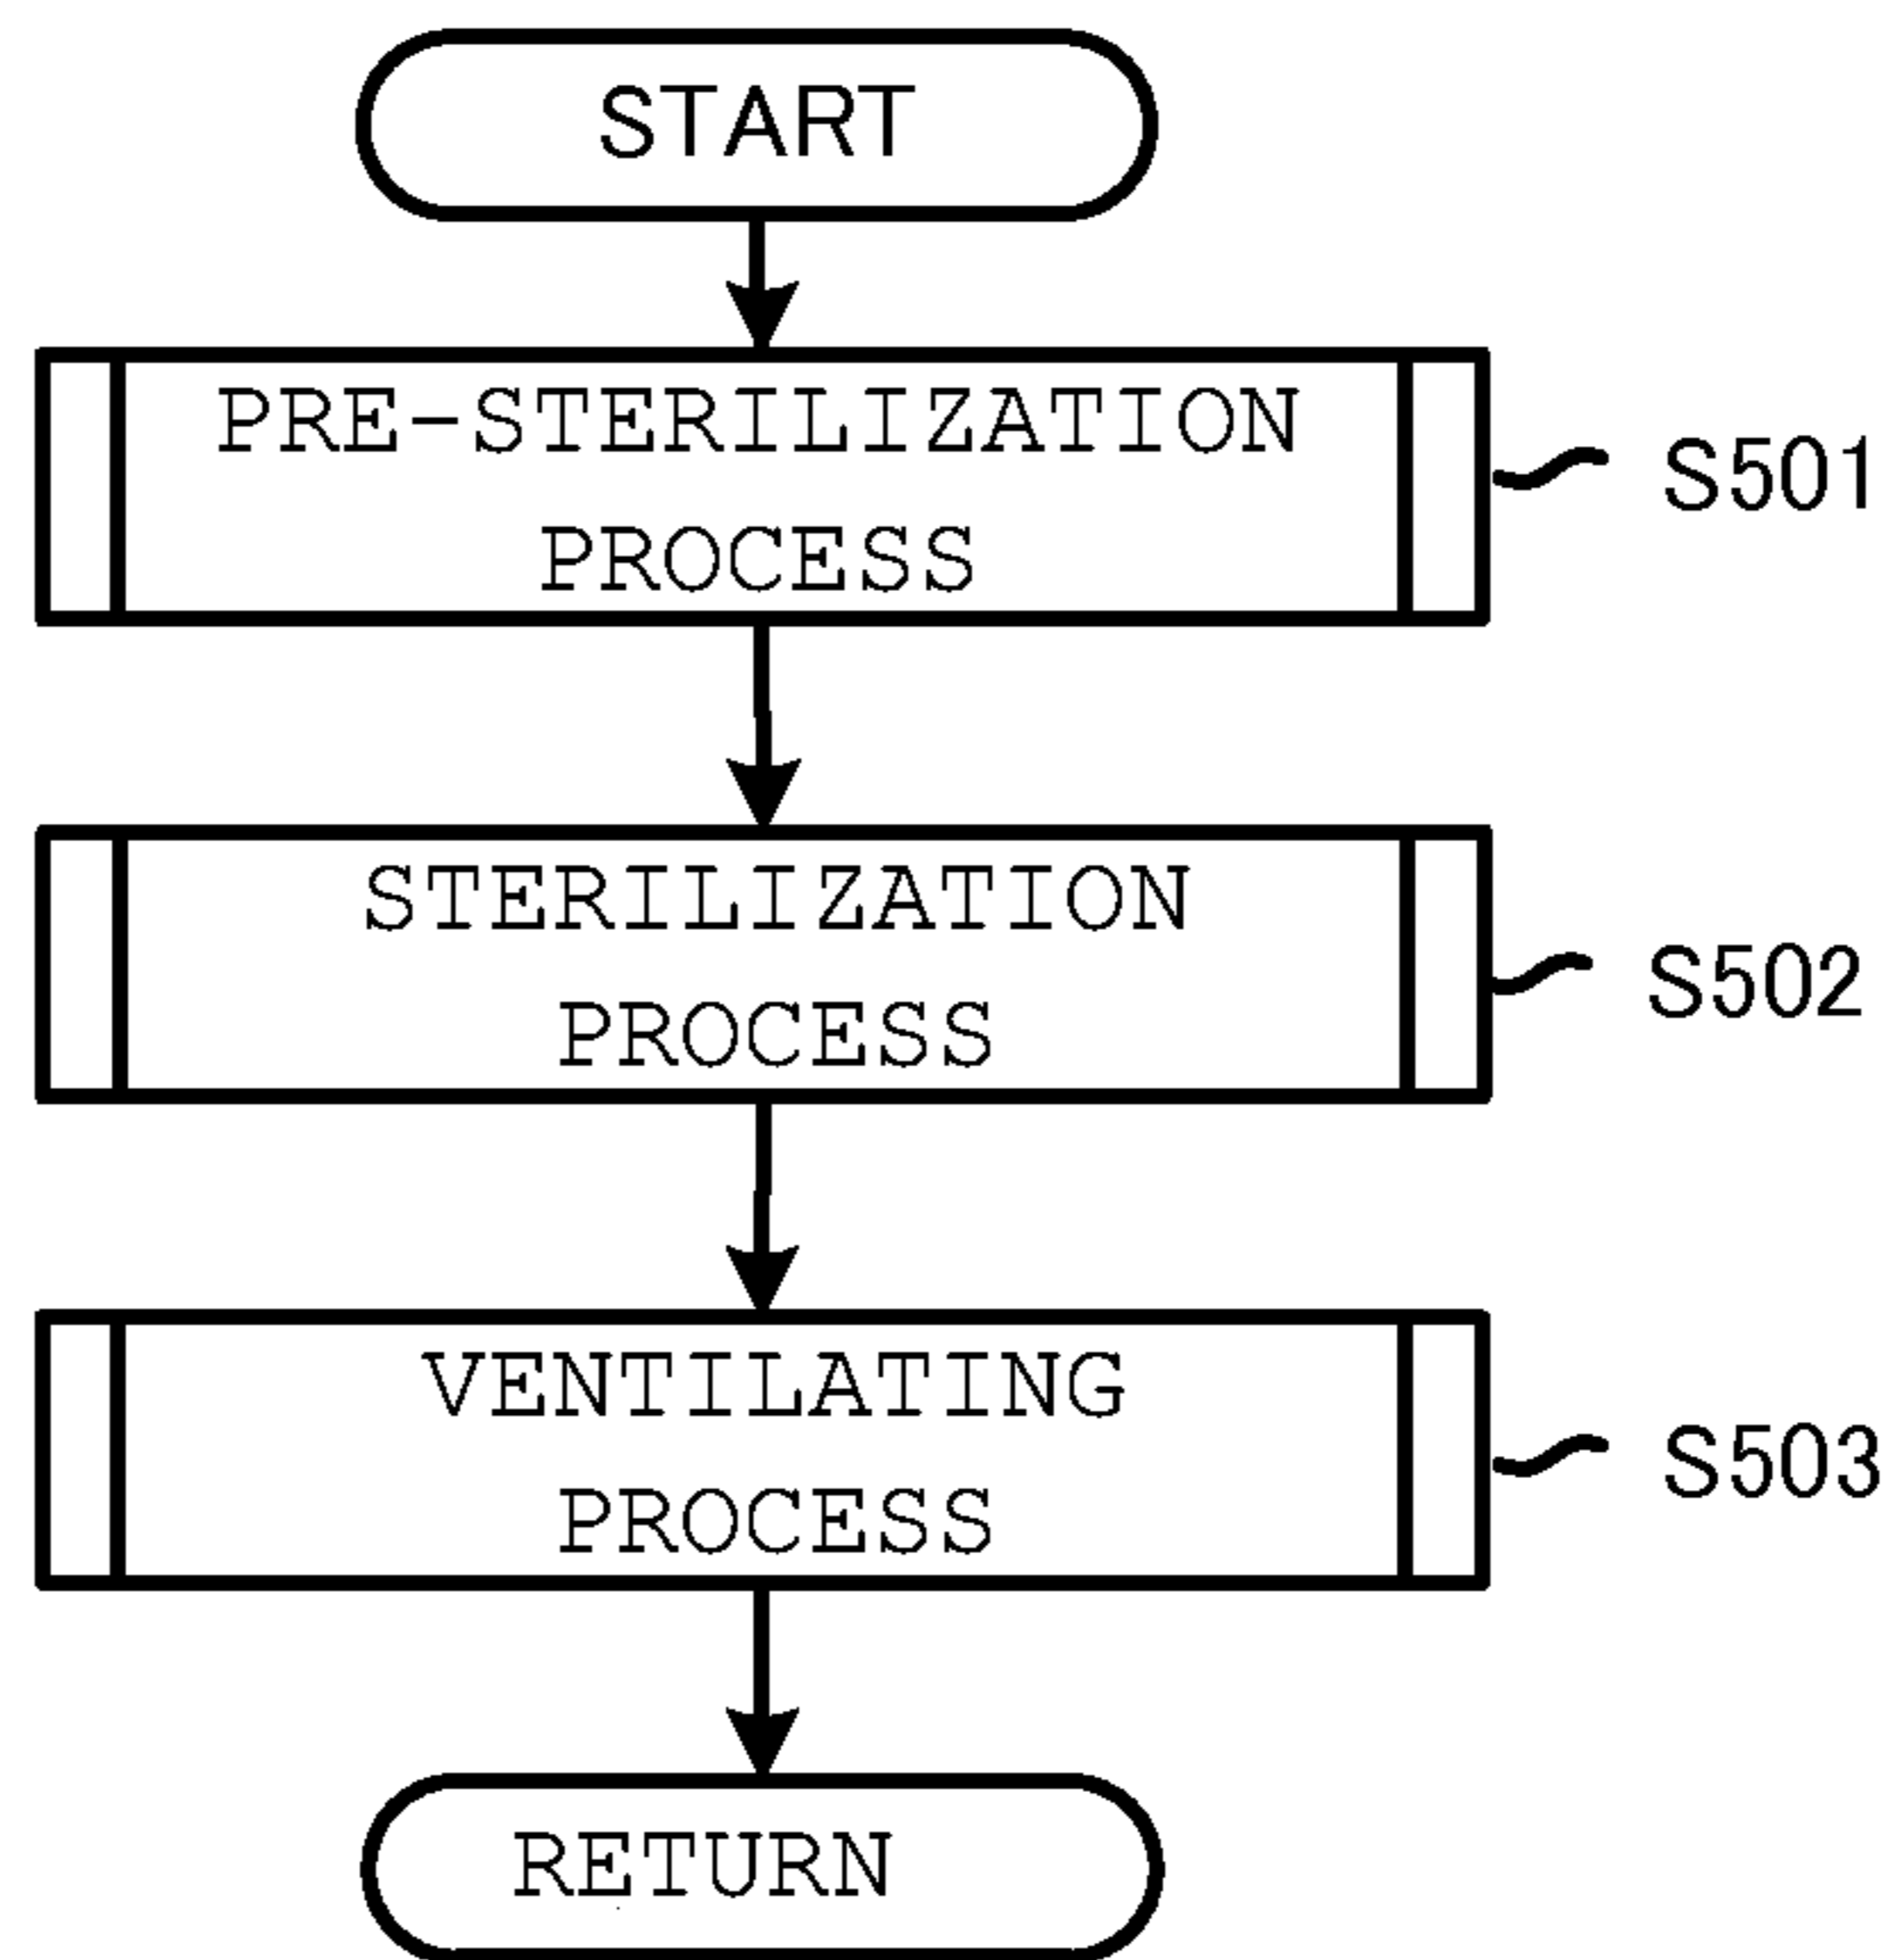 START
PRE-STERILIZATION
PROCESS
S501
STERILIZATION
PROCESS
S502
VENTILATING
PROCESS
S503
RETURN